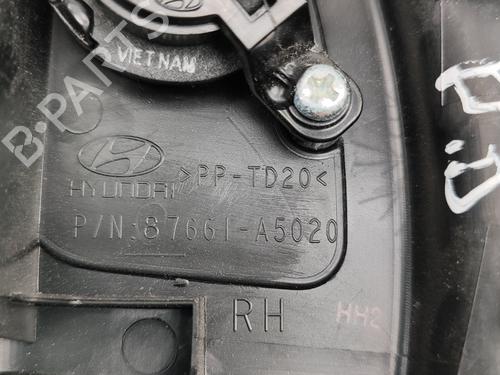 VIETNAM
B-PARTS
HYUNDAI
>PP-TD20<
P/N:87661-A5020
RH
HH2